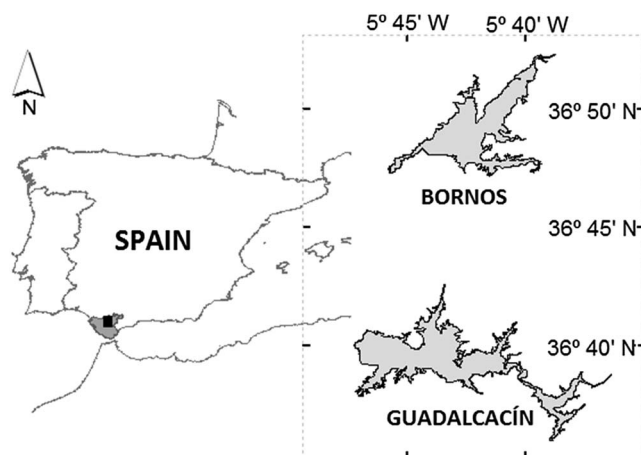 5º 45' W
5º 40' W
N
36º 50' N
BORNOS
SPAIN
36º 45' N
36º 40' N
GUADALCACÍN